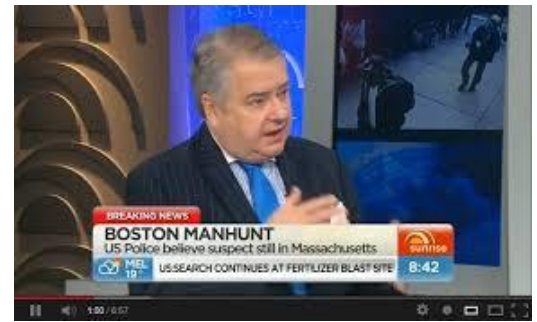 BREAKING NEWS
BOSTON MANHUNT
US Police believe suspect still in Massachusetts
sunrise
MEL
19°
US:SEARCH CONTINUES AT FERTILIZER BLAST SITE
8:42
1:00 / 6:57